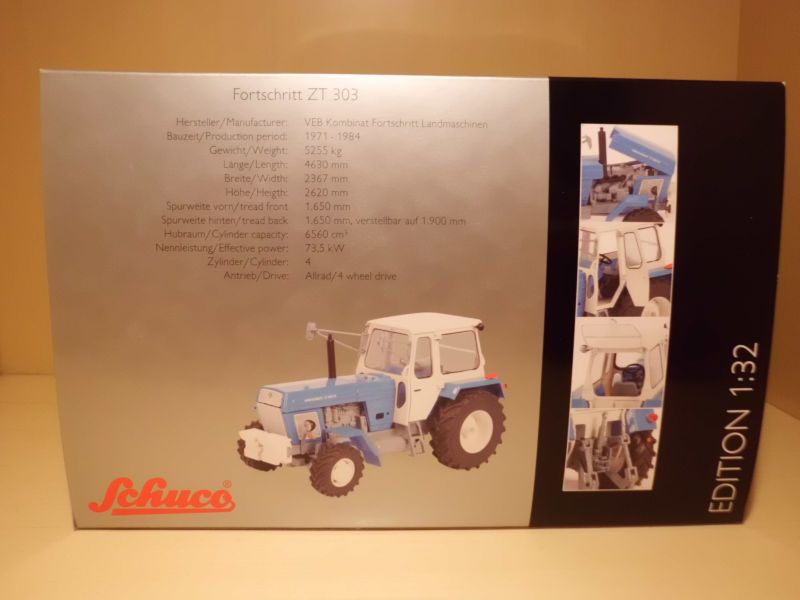 Fortschritt ZT 303
Hersteller/Manufacturer: VEB Kombinat Fortschritt Landmaschinen
Bauzeit/Production period: 1971 - 1984
Gewicht/Weight: 5255 kg
Länge/Length: 4630 mm
Breite/Width: 2367 mm
Höhe/Heigth: 2620 mm
Spurweite vorn/tread front 1.650 mm
Spurweite hinten/tread back 1.650 mm, verstellbar auf 1.900 mm
Hubraum/Cylinder capacity: 6560 cm³
Nennleistung/Effective power: 73,5 kW
Zylinder/Cylinder: 4
Antrieb/Drive: Allrad/4 wheel drive
Schuco®
EDITION 1:32